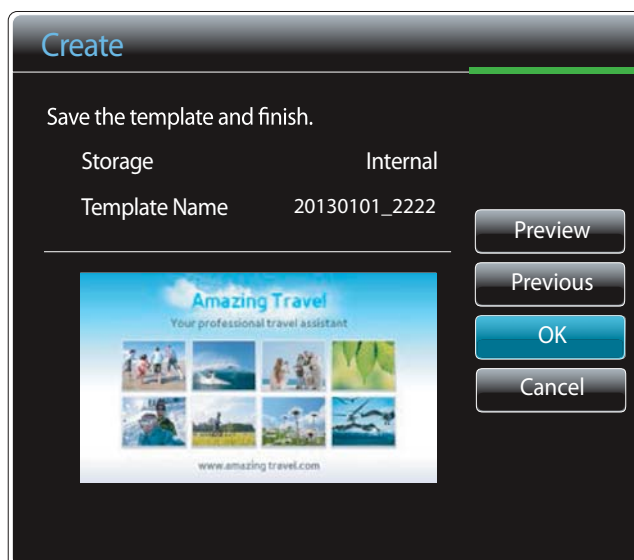 Create
Save the template and finish.
Storage Internal
Template Name 20130101_2222
Preview
Previous
OK
Cancel
Amazing Travel
Your professional travel assistant
www.amazing travel.com